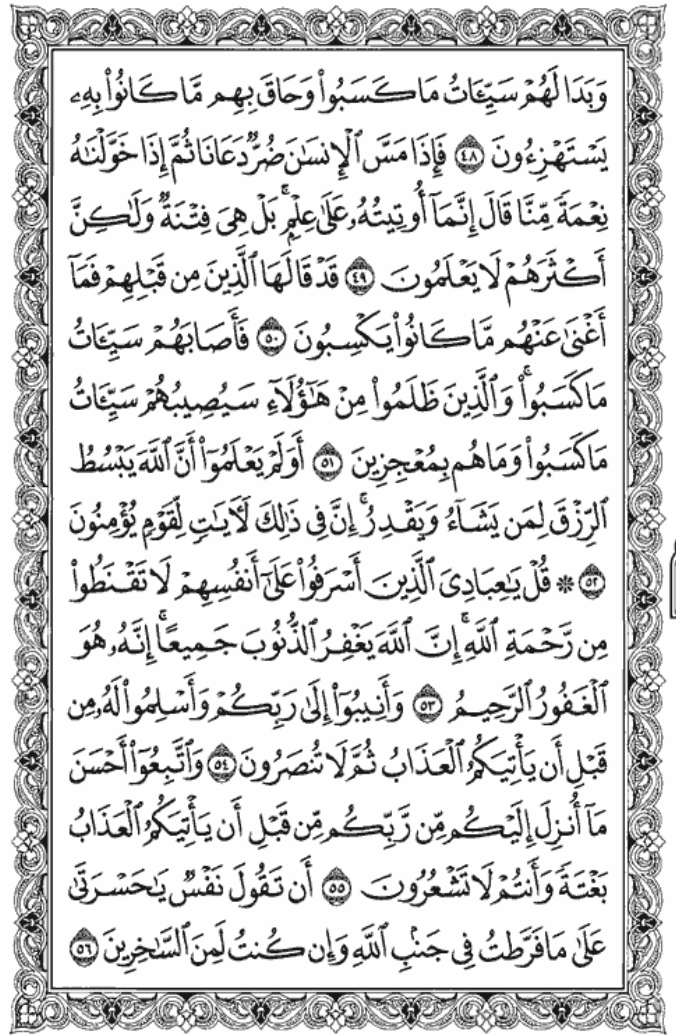 وَبَدَا لَهُمْ سَيِّـَٔاتُ مَا كَسَبُوا۟ وَحَاقَ بِهِم مَّا كَانُوا۟ بِهِۦ
يَسْتَهْزِءُونَ ٤٨ فَإِذَا مَسَّ ٱلْإِنسَٰنَ ضُرٌّ دَعَانَا ثُمَّ إِذَا خَوَّلْنَٰهُ
نِعْمَةً مِّنَّا قَالَ إِنَّمَآ أُوتِيتُهُۥ عَلَىٰ عِلْمٍۭ ۚ بَلْ هِىَ فِتْنَةٌ وَلَٰكِنَّ
أَكْثَرَهُمْ لَا يَعْلَمُونَ ٤٩ قَدْ قَالَهَا ٱلَّذِينَ مِن قَبْلِهِمْ فَمَآ
أَغْنَىٰ عَنْهُم مَّا كَانُوا۟ يَكْسِبُونَ ٥٠ فَأَصَابَهُمْ سَيِّـَٔاتُ
مَا كَسَبُوا۟ ۚ وَٱلَّذِينَ ظَلَمُوا۟ مِنْ هَٰٓؤُلَآءِ سَيُصِيبُهُمْ سَيِّـَٔاتُ
مَا كَسَبُوا۟ وَمَا هُم بِمُعْجِزِينَ ٥١ أَوَلَمْ يَعْلَمُوٓا۟ أَنَّ ٱللَّهَ يَبْسُطُ
ٱلرِّزْقَ لِمَن يَشَآءُ وَيَقْدِرُ ۚ إِنَّ فِى ذَٰلِكَ لَءَايَٰتٍ لِّقَوْمٍ يُؤْمِنُونَ
٥٢ ۞ قُلْ يَٰعِبَادِىَ ٱلَّذِينَ أَسْرَفُوا۟ عَلَىٰٓ أَنفُسِهِمْ لَا تَقْنَطُوا۟
مِن رَّحْمَةِ ٱللَّهِ ۚ إِنَّ ٱللَّهَ يَغْفِرُ ٱلذُّنُوبَ جَمِيعًا ۚ إِنَّهُۥ هُوَ
ٱلْغَفُورُ ٱلرَّحِيمُ ٥٣ وَأَنِيبُوٓا۟ إِلَىٰ رَبِّكُمْ وَأَسْلِمُوا۟ لَهُۥ مِن
قَبْلِ أَن يَأْتِيَكُمُ ٱلْعَذَابُ ثُمَّ لَا تُنصَرُونَ ٥٤ وَٱتَّبِعُوٓا۟ أَحْسَنَ
مَآ أُنزِلَ إِلَيْكُم مِّن رَّبِّكُم مِّن قَبْلِ أَن يَأْتِيَكُمُ ٱلْعَذَابُ
بَغْتَةً وَأَنتُمْ لَا تَشْعُرُونَ ٥٥ أَن تَقُولَ نَفْسٌ يَٰحَسْرَتَىٰ
عَلَىٰ مَا فَرَّطتُ فِى جَنۢبِ ٱللَّهِ وَإِن كُنتُ لَمِنَ ٱلسَّٰخِرِينَ ٥٦